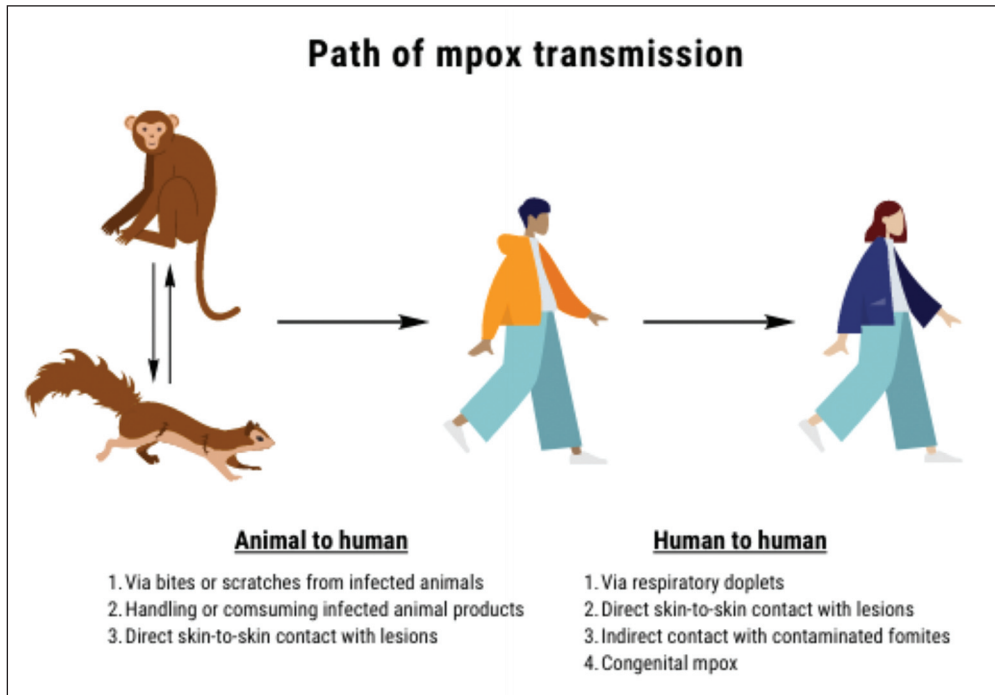 Path of mpox transmission
Animal to human
1. Via bites or scratches from infected animals
2. Handling or comsuming infected animal products
3. Direct skin-to-skin contact with lesions
Human to human
1. Via respiratory doplets
2. Direct skin-to-skin contact with lesions
3. Indirect contact with contaminated fomites
4. Congenital mpox